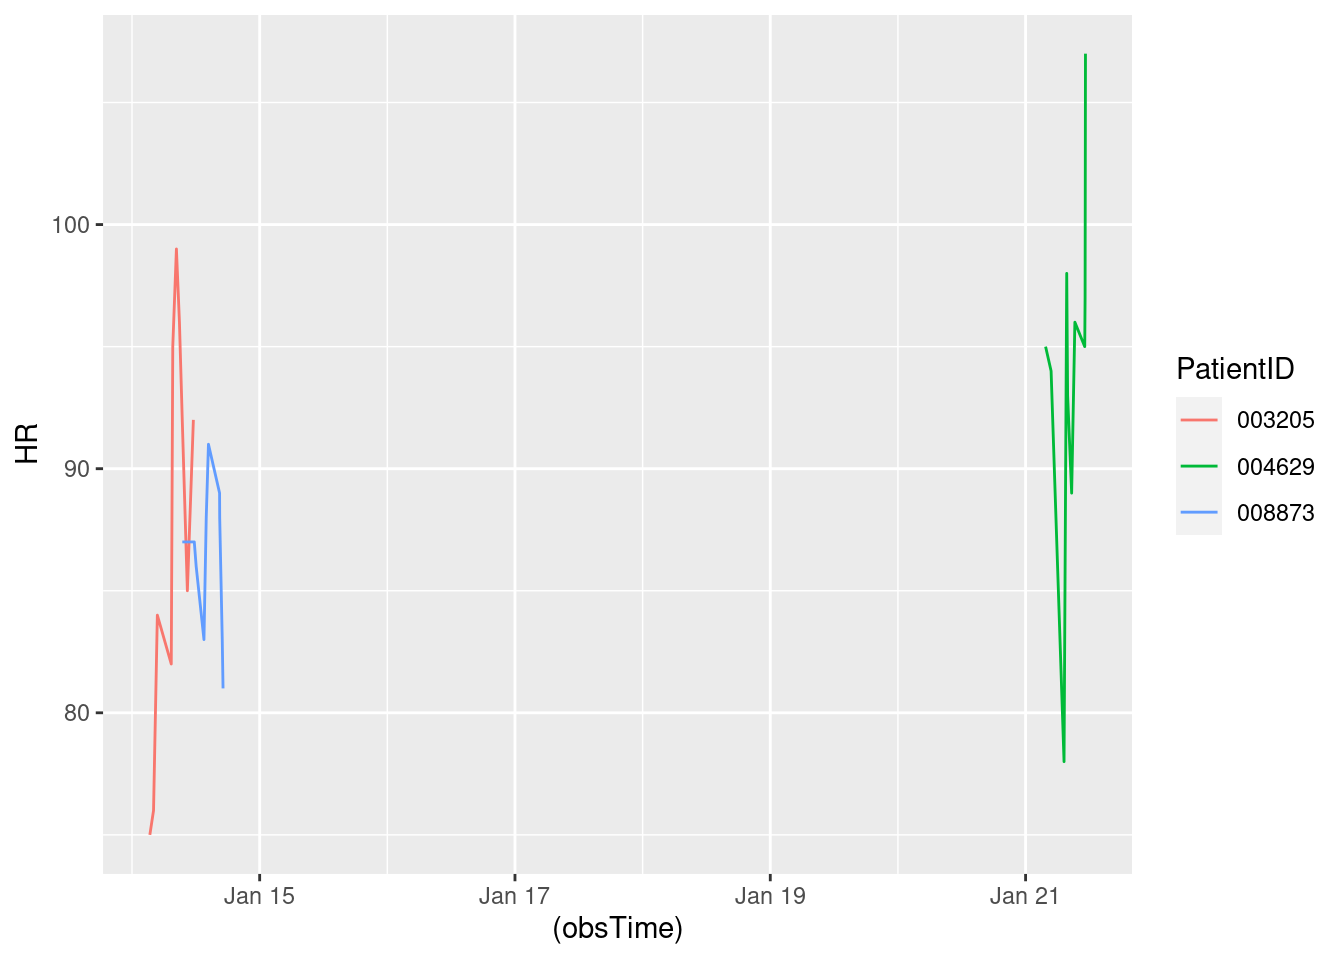 HR
100
90
80
Jan 15
Jan 17
Jan 19
Jan 21
(obsTime)
PatientID
003205
004629
008873